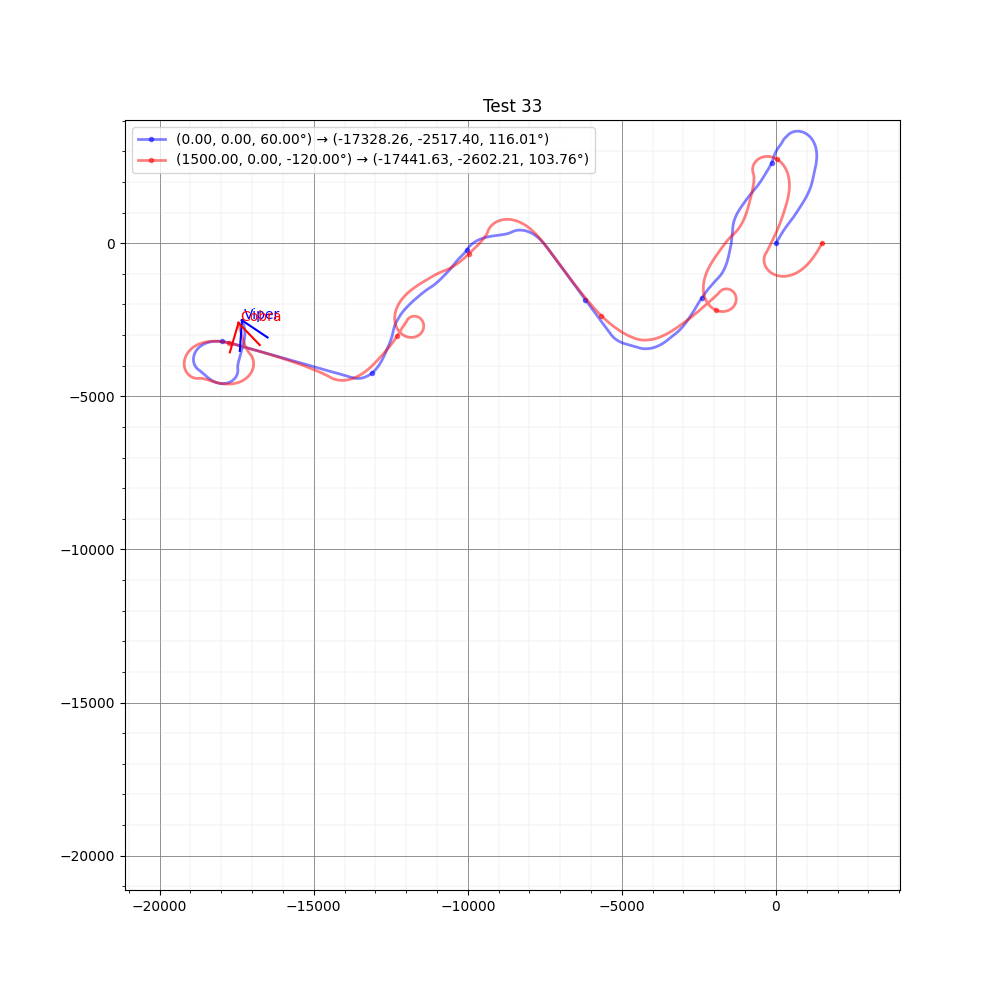 Test 33
(0.00, 0.00, 60.00°) → (-17328.26, -2517.40, 116.01°)
(1500.00, 0.00, -120.00°) → (-17441.63, -2602.21, 103.76°)
0
Viper
Cobra
−5000
−10000
−15000
−20000
−20000 −15000 −10000 −5000 0